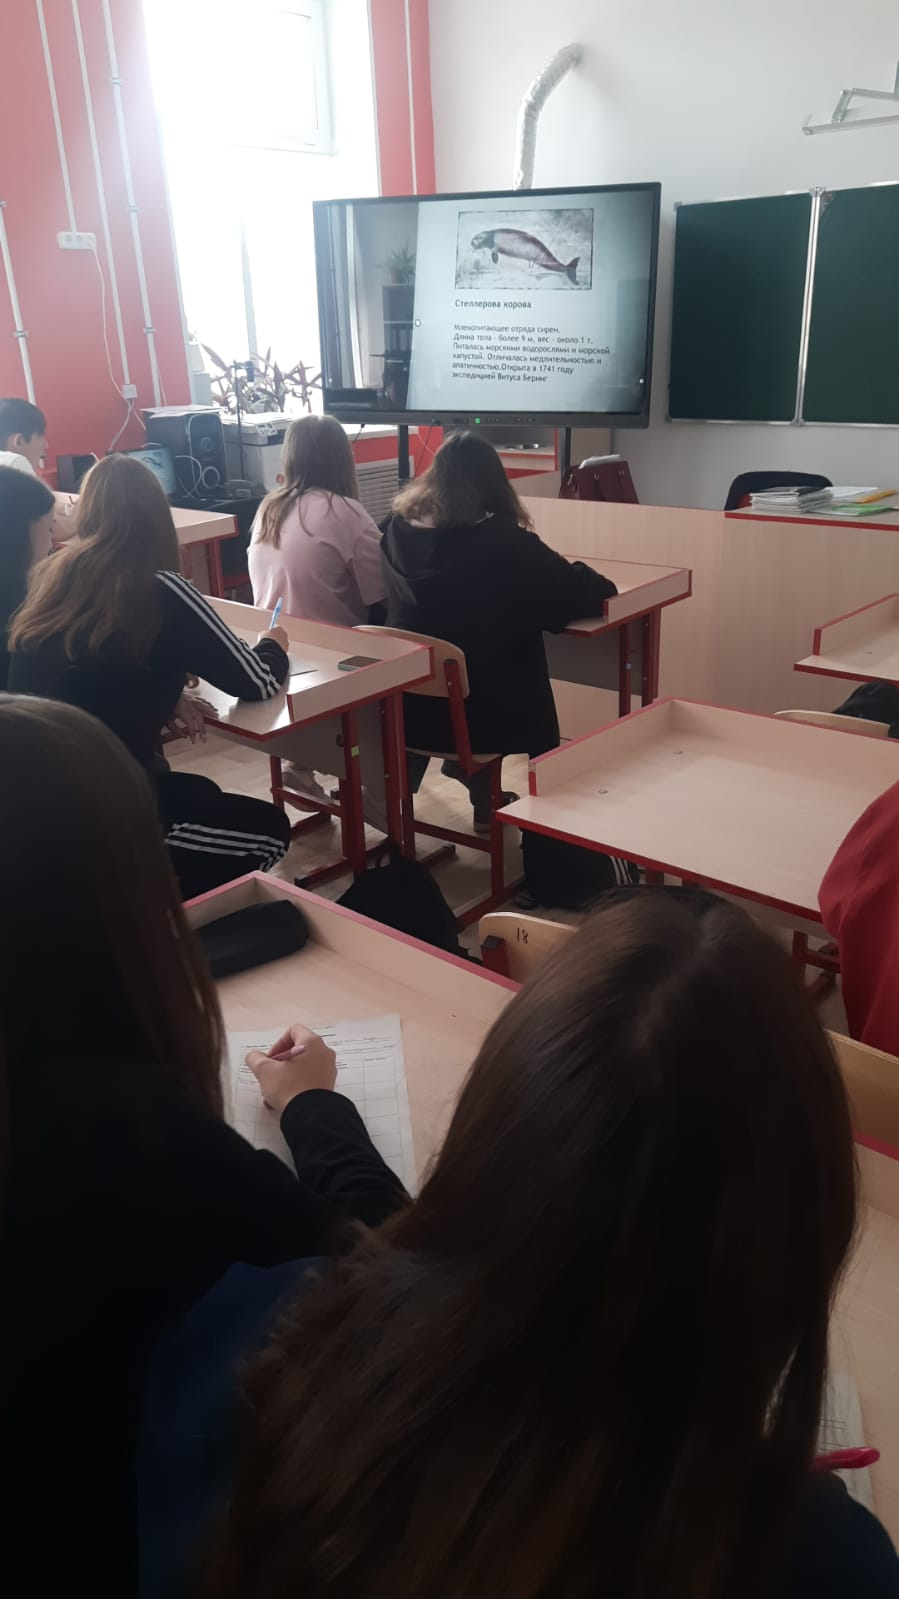 Стеллерова корова
Млекопитающее отряда сирен.
Длина тела - более 9 м, вес - около 1 т.
Питалась морскими водорослями и морской
капустой. Отличалась медлительностью и
апатичностью.Открыта в 1741 году
экспедицией Витуса Беринг
18